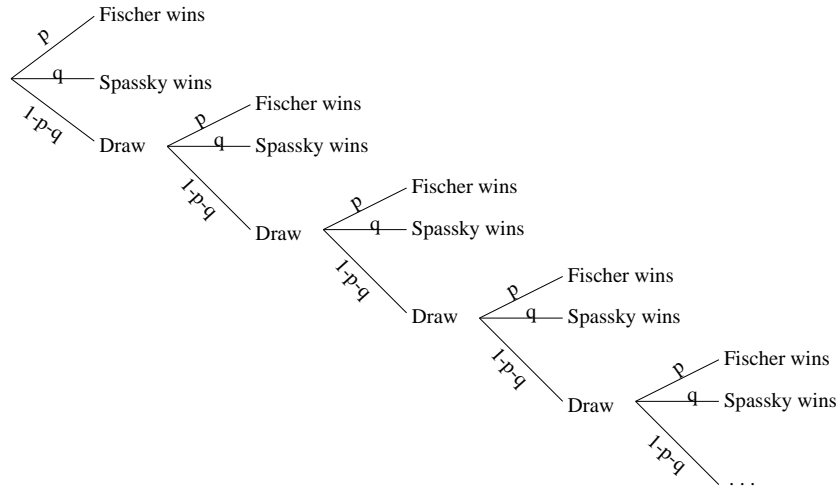 Fischer wins
p
q
Spassky wins
1-p-q
Draw
Fischer wins
p
q
Spassky wins
1-p-q
Draw
Fischer wins
p
q
Spassky wins
1-p-q
Draw
Fischer wins
p
q
Spassky wins
1-p-q
Draw
Fischer wins
p
q
Spassky wins
1-p-q
. . .